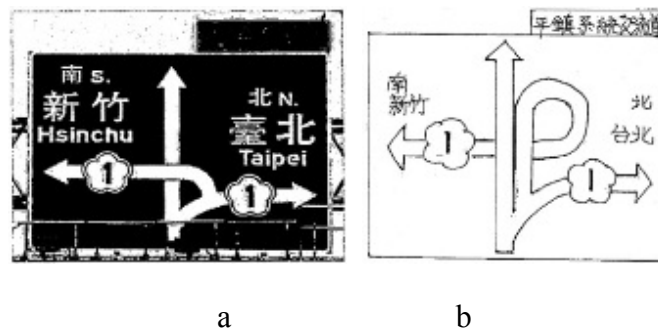 南 S.
新竹
Hsinchu
1
北 N.
臺北
Taipei
1
a
平鎮系統交流道
南
新竹
1
北
台北
1
b